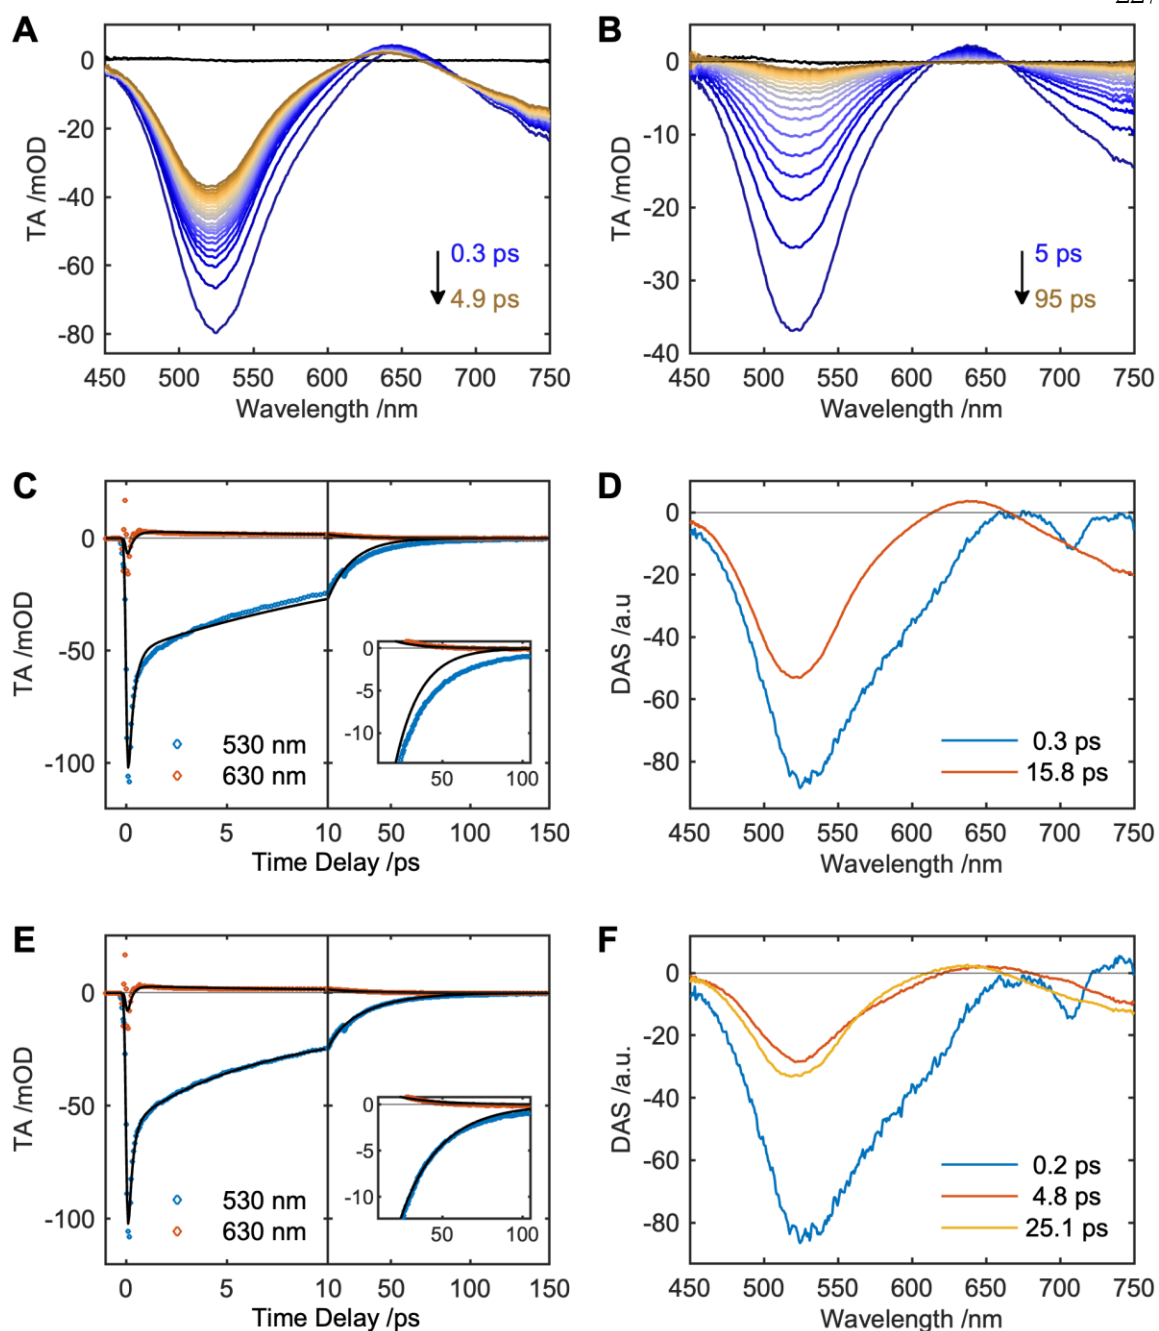 A
B
0
-20
-40
-60
-80
TA /mOD
0.3 ps
4.9 ps
450 500 550 600 650 700 750
Wavelength /nm
0
-10
-20
-30
-40
TA /mOD
5 ps
95 ps
450 500 550 600 650 700 750
Wavelength /nm
C
D
0
-50
-100
TA /mOD
530 nm
630 nm
0
-5
-10
50 100
0 5 10 50 100 150
Time Delay /ps
0
-20
-40
-60
-80
DAS /a.u
0.3 ps
15.8 ps
450 500 550 600 650 700 750
Wavelength /nm
E
F
0
-50
-100
TA /mOD
530 nm
630 nm
0
-5
-10
50 100
0 5 10 50 100 150
Time Delay /ps
0
-20
-40
-60
-80
DAS /a.u.
0.2 ps
4.8 ps
25.1 ps
450 500 550 600 650 700 750
Wavelength /nm